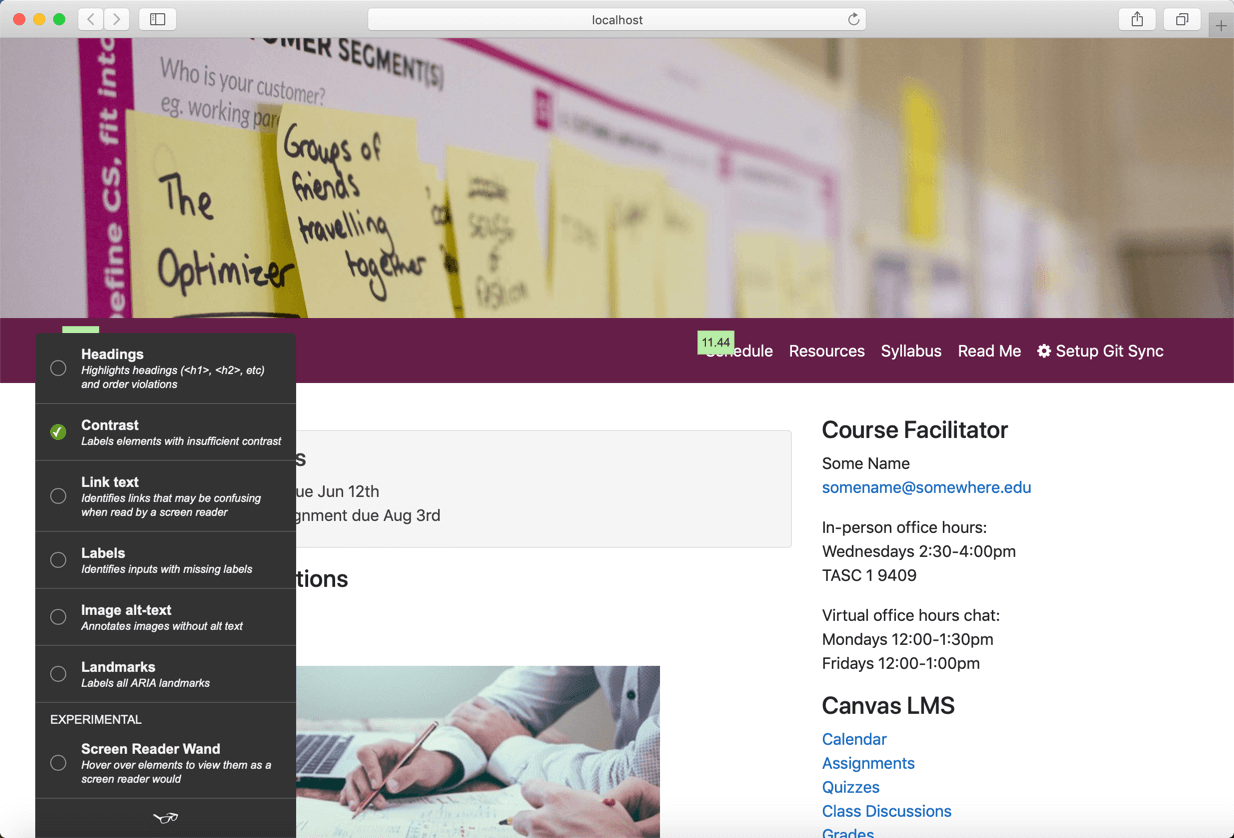 localhost
CUSTOMER SEGMENT(S)
Who is your customer?
eg. working
efine CS, fit into
The
Optimizer
Groups of
friends
travelling
together
11.44
Schedule Resources Syllabus Read Me Setup Git Sync
Headings
Highlights headings (<h1>, <h2>, etc)
and order violations
Contrast
Labels elements with insufficient contrast
Link text
Identifies links that may be confusing
when read by a screen reader
Labels
Identifies inputs with missing labels
Image alt-text
Annotates images without alt text
Landmarks
Labels all ARIA landmarks
EXPERIMENTAL
Screen Reader Wand
Hover over elements to view them as a
screen reader would
s
ue Jun 12th
gnment due Aug 3rd
tions
Course Facilitator
Some Name
somename@somewhere.edu
In-person office hours:
Wednesdays 2:30-4:00pm
TASC 1 9409
Virtual office hours chat:
Mondays 12:00-1:30pm
Fridays 12:00-1:00pm
Canvas LMS
Calendar
Assignments
Quizzes
Class Discussions
Grades